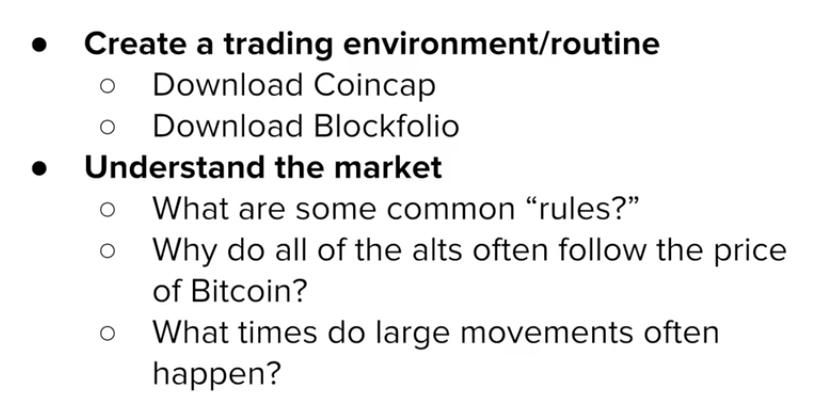 ● Create a trading environment/routine
○ Download Coincap
○ Download Blockfolio
● Understand the market
○ What are some common “rules?”
○ Why do all of the alts often follow the price
of Bitcoin?
○ What times do large movements often
happen?